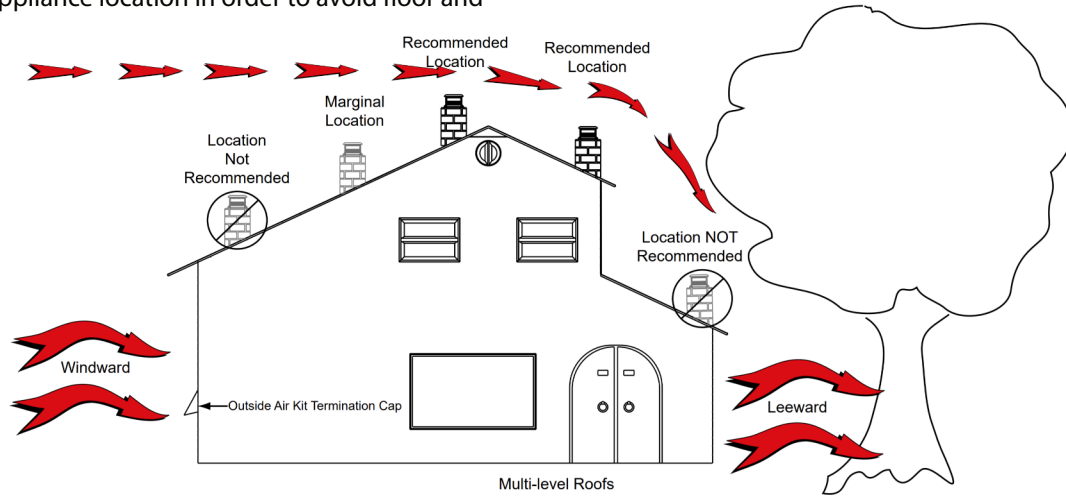 appliance location in order to avoid floor and
Recommended
Location
Recommended
Location
Marginal
Location
Location
Not
Recommended
Location NOT
Recommended
Windward
Outside Air Kit Termination Cap
Leeward
Multi-level Roofs